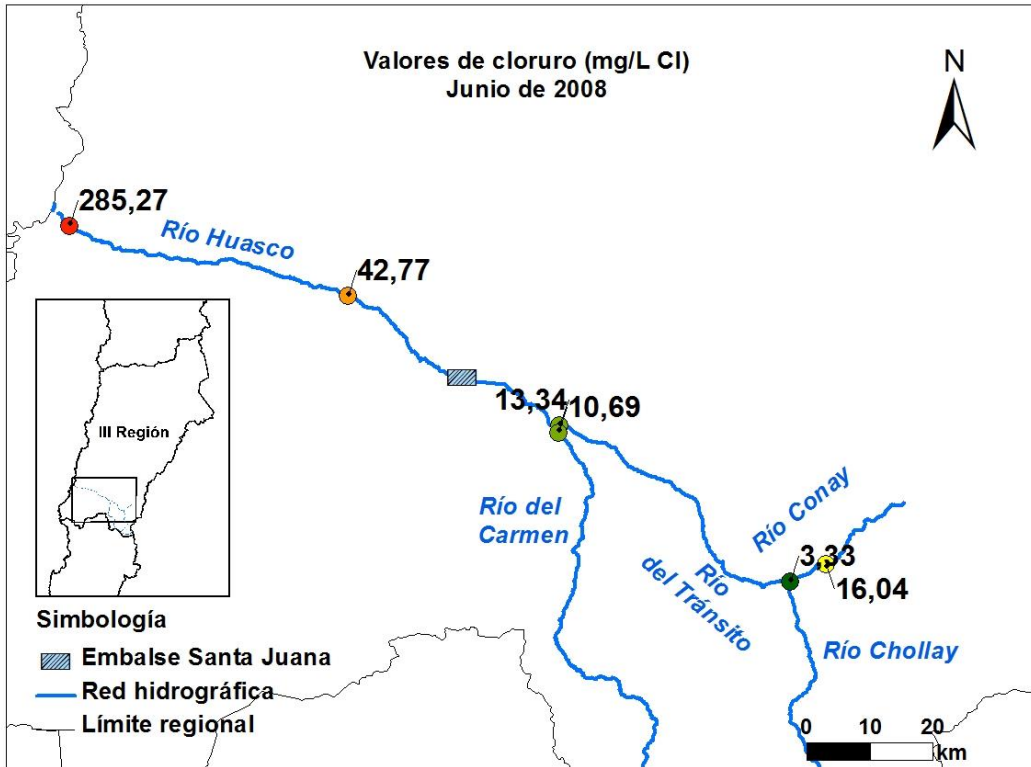 Valores de cloruro (mg/L Cl)
Junio de 2008
N
285,27
Río Huasco
42,77
13,34
10,69
III Región
Río del
Carmen
Río Conay
3,33
16,04
Río
del Tránsito
Río Chollay
Simbología
Embalse Santa Juana
Red hidrográfica
Límite regional
0 10 20
km